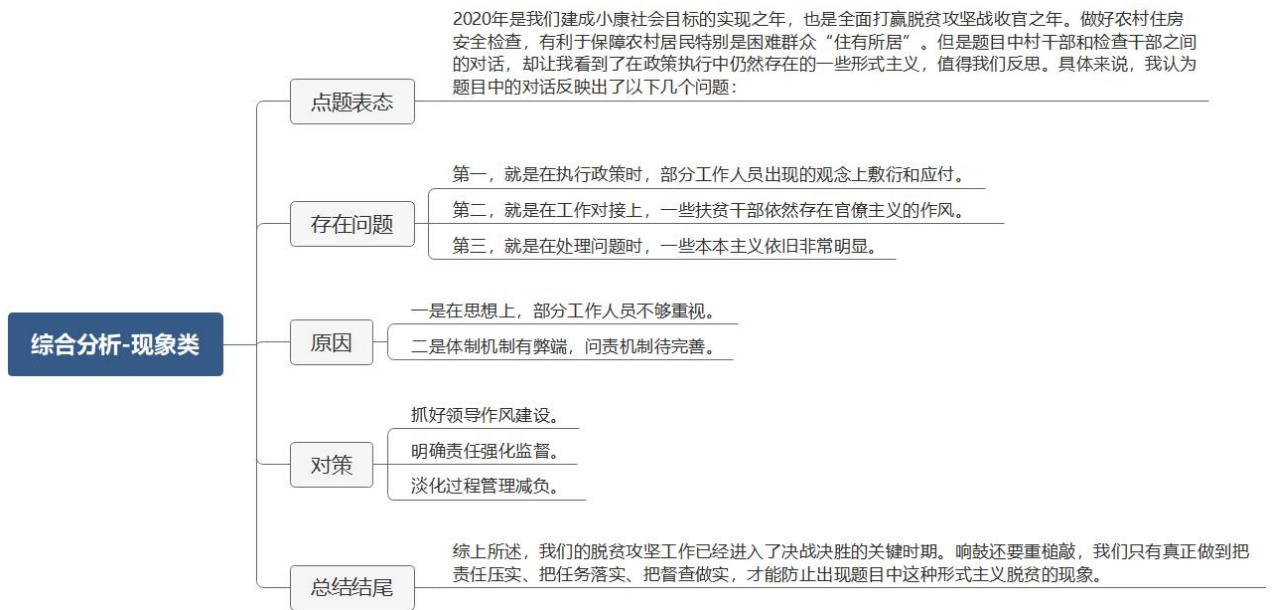 综合分析-现象类
点题表态
2020年是我们建成小康社会目标的实现之年，也是全面打赢脱贫攻坚战收官之年。做好农村住房
安全检查，有利于保障农村居民特别是困难群众“住有所居”。但是题目中村干部和检查干部之间
的对话，却让我看到了在政策执行中仍然存在的一些形式主义，值得我们反思。具体来说，我认为
题目中的对话反映出了以下几个问题：
存在问题
第一，就是在执行政策时，部分工作人员出现的观念上敷衍和应付。
第二，就是在工作对接上，一些扶贫干部依然存在官僚主义的作风。
第三，就是在处理问题时，一些本本主义依旧非常明显。
原因
一是在思想上，部分工作人员不够重视。
二是体制机制有弊端，问责机制待完善。
对策
抓好领导作风建设。
明确责任强化监督。
淡化过程管理减负。
总结结尾
综上所述，我们的脱贫攻坚工作已经进入了决战决胜的关键时期。响鼓还要重槌敲，我们只有真正做到把
责任压实、把任务落实、把督查做实，才能防止出现题目中这种形式主义脱贫的现象。